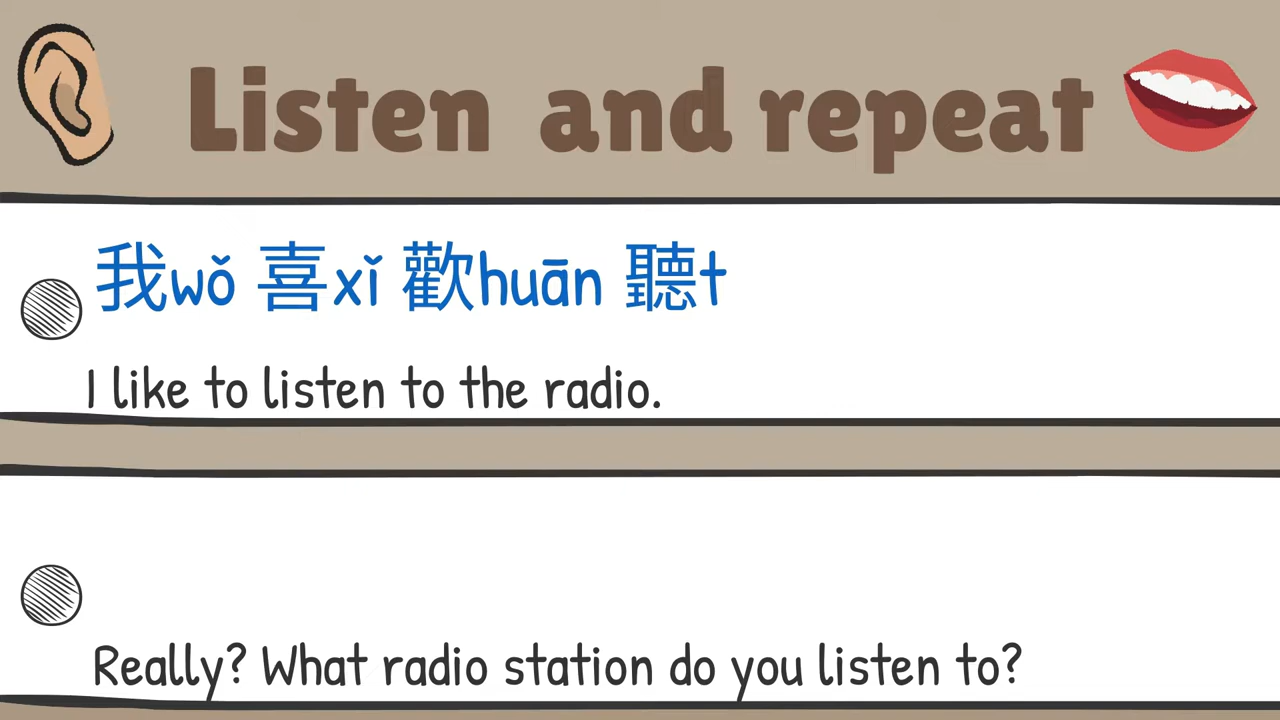 Listen and repeat
我wǒ 喜xǐ 歡huān 聽t
I like to listen to the radio.
Really? What radio station do you listen to?